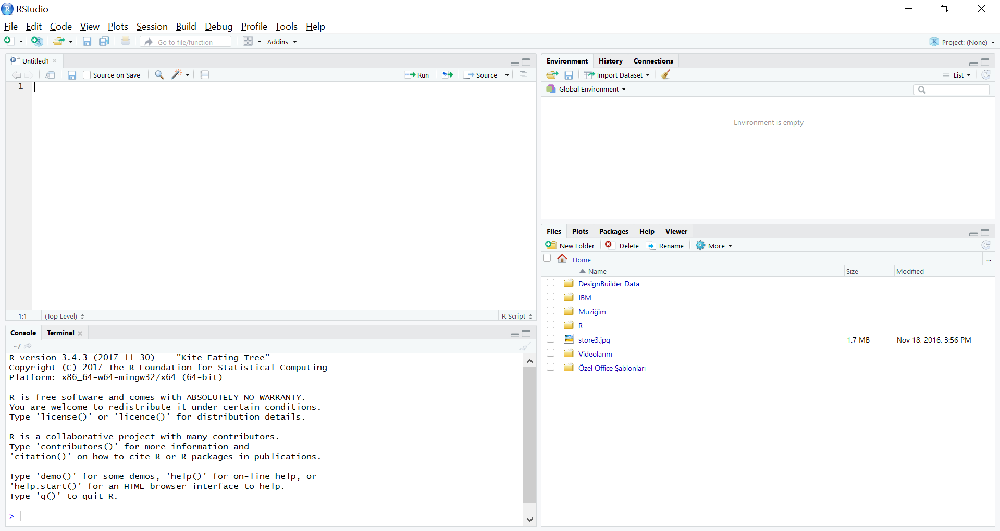 RStudio
File Edit Code View Plots Session Build Debug Profile Tools Help
Go to file/function Addins Project: (None)
Untitled1
Source on Save Run Source
1
1:1 (Top Level) R Script
Console Terminal
~/
R version 3.4.3 (2017-11-30) -- "Kite-Eating Tree"
Copyright (C) 2017 The R Foundation for Statistical Computing
Platform: x86_64-w64-mingw32/x64 (64-bit)
R is free software and comes with ABSOLUTELY NO WARRANTY.
You are welcome to redistribute it under certain conditions.
Type 'license()' or 'licence()' for distribution details.
R is a collaborative project with many contributors.
Type 'contributors()' for more information and
'citation()' on how to cite R or R packages in publications.
Type 'demo()' for some demos, 'help()' for on-line help, or
'help.start()' for an HTML browser interface to help.
Type 'q()' to quit R.
>
Environment History Connections
Import Dataset List
Global Environment
Environment is empty
Files Plots Packages Help Viewer
New Folder Delete Rename More
Home ...
Name Size Modified
DesignBuilder Data
IBM
Müziğim
R
store3.jpg 1.7 MB Nov 18, 2016, 3:56 PM
Videolarım
Özel Office Şablonları